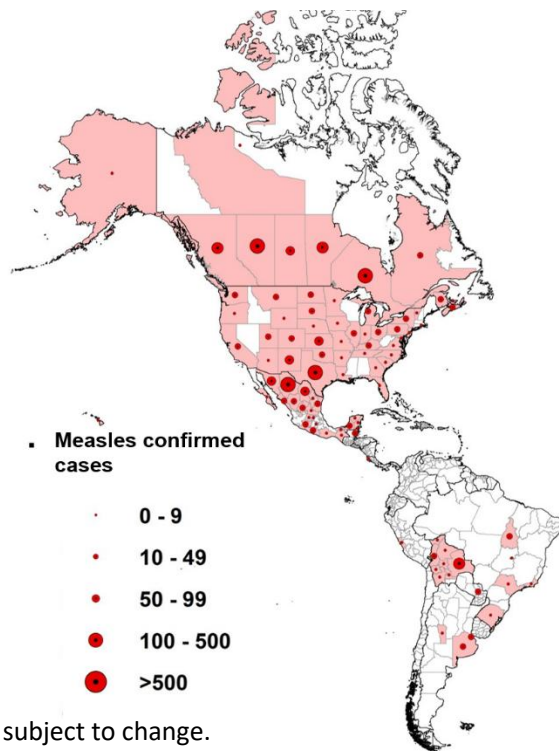 Measles confirmed
cases
0 - 9
10 - 49
50 - 99
100 - 500
>500
subject to change.